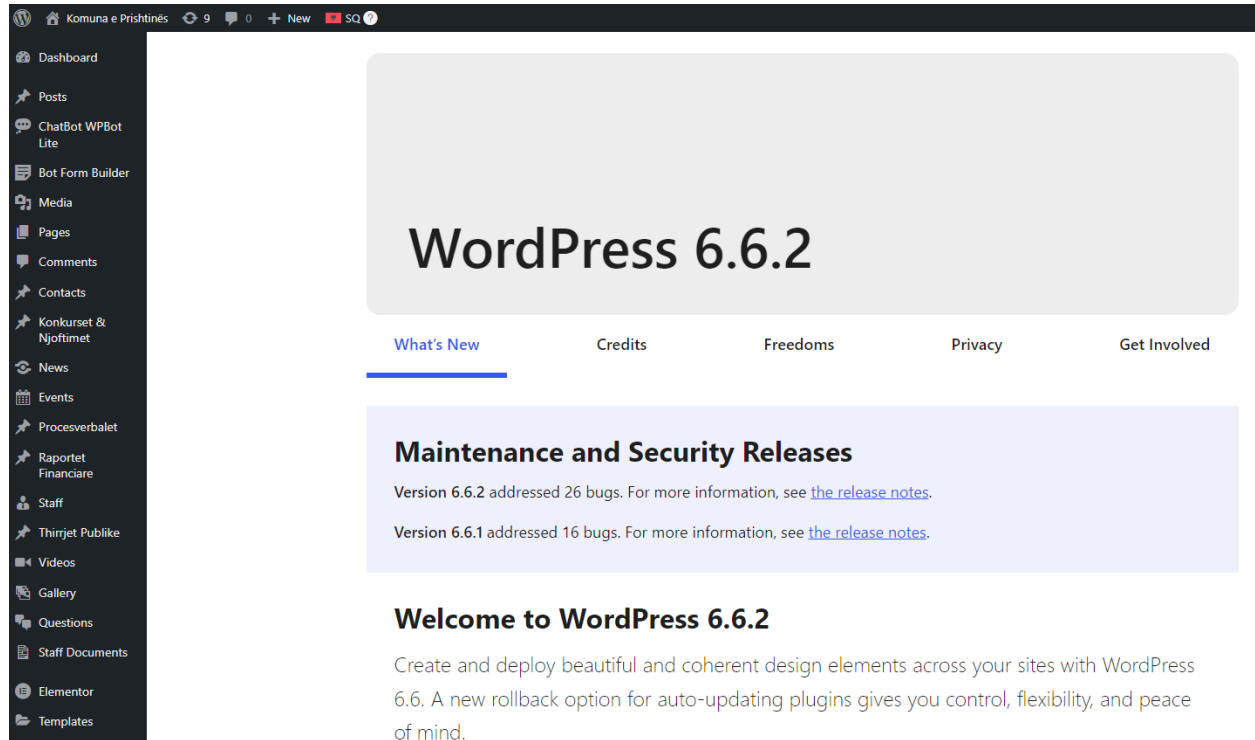 Komuna e Prishtinës 9 0 + New SQ ?
Dashboard
Posts
ChatBot WPBot
Lite
Bot Form Builder
Media
Pages
Comments
Contacts
Konkurset &
Njoftimet
News
Events
Procesverbalet
Raportet
Financiare
Staff
Thirrjet Publike
Videos
Gallery
Questions
Staff Documents
Elementor
Templates
WordPress 6.6.2
What's New Credits Freedoms Privacy Get Involved
Maintenance and Security Releases
Version 6.6.2 addressed 26 bugs. For more information, see the release notes.
Version 6.6.1 addressed 16 bugs. For more information, see the release notes.
Welcome to WordPress 6.6.2
Create and deploy beautiful and coherent design elements across your sites with WordPress
6.6. A new rollback option for auto-updating plugins gives you control, flexibility, and peace
of mind.